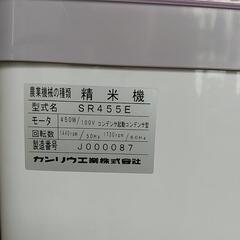 農業機械の種類 精米機
型式名 SR455E
モータ 450W/100V コンデンサ起動コンデンサ型
回転数 1440rpm/50Hz 1730rpm/60Hz
製造番号 J000087
カンリウ工業株式会社